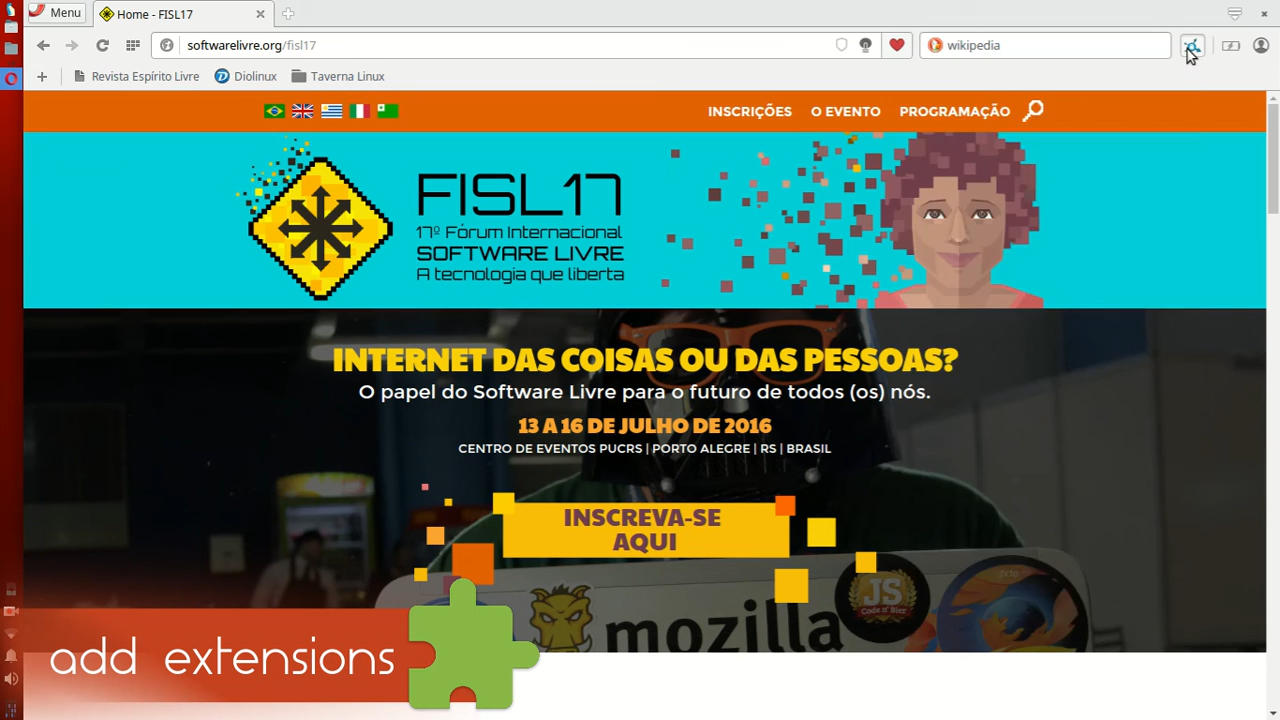 Menu
Home - FISL17
softwarelivre.org/fisl17
wikipedia
Revista Espírito Livre
Diolinux
Taverna Linux
INSCRIÇÕES O EVENTO PROGRAMAÇÃO
FISL17
17º Fórum Internacional
SOFTWARE LIVRE
A tecnologia que liberta
INTERNET DAS COISAS OU DAS PESSOAS?
O papel do Software Livre para o futuro de todos (os) nós.
13 A 16 DE JULHO DE 2016
CENTRO DE EVENTOS PUCRS | PORTO ALEGRE | RS | BRASIL
INSCREVA-SE
AQUI
JS
Code n' Bier
mozilla
add extensions